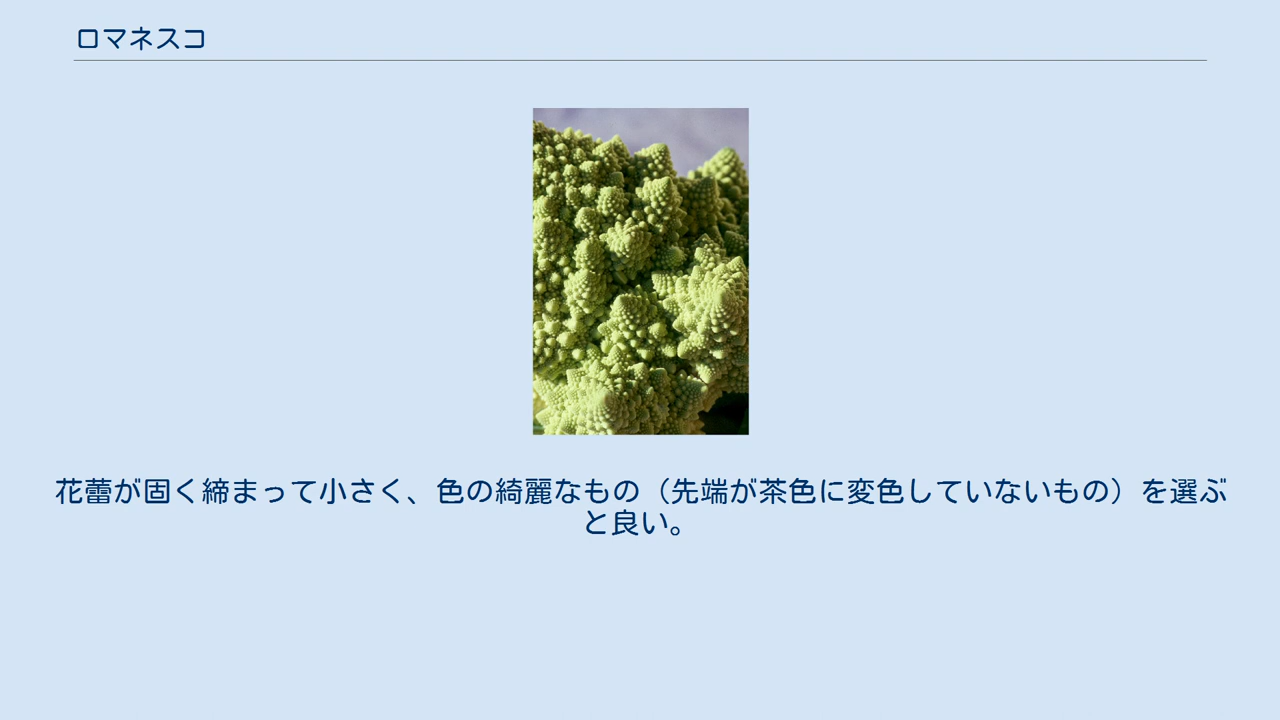 ロマネスコ
花蕾が固く締まって小さく、色の綺麗なもの（先端が茶色に変色していないもの）を選ぶ
と良い。